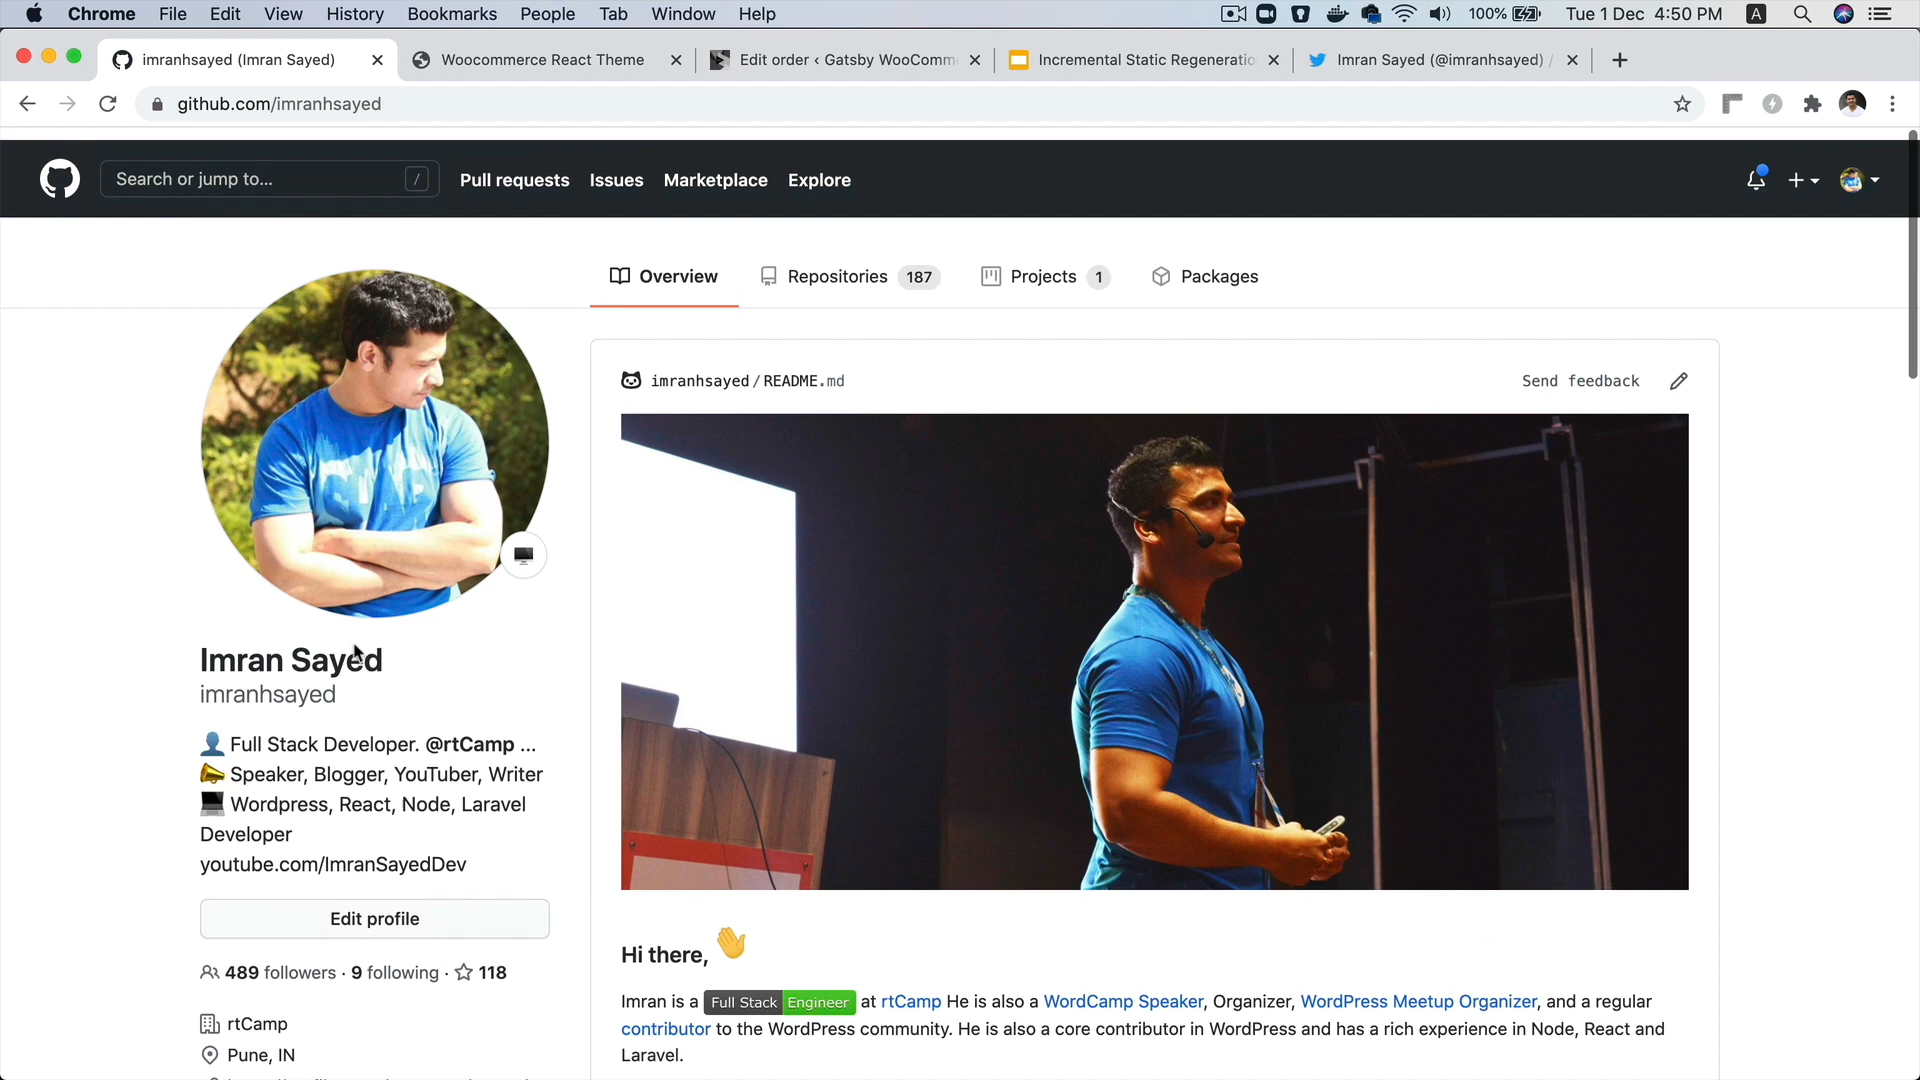 Chrome File Edit View History Bookmarks People Tab Window Help 100% Tue 1 Dec 4:50 PM A
imranhsayed (Imran Sayed) Woocommerce React Theme Edit order ‹ Gatsby WooComm Incremental Static Regeneratio Imran Sayed (@imranhsayed) /
github.com/imranhsayed
Search or jump to... / Pull requests Issues Marketplace Explore
Overview Repositories 187 Projects 1 Packages
imranhsayed/README.md Send feedback
Imran Sayed
imranhsayed
Full Stack Developer. @rtCamp ...
Speaker, Blogger, YouTuber, Writer
Wordpress, React, Node, Laravel
Developer
youtube.com/ImranSayedDev
Edit profile
489 followers · 9 following · 118
rtCamp
Pune, IN
Hi there,
Imran is a Full Stack Engineer at rtCamp He is also a WordCamp Speaker, Organizer, WordPress Meetup Organizer, and a regular
contributor to the WordPress community. He is also a core contributor in WordPress and has a rich experience in Node, React and
Laravel.